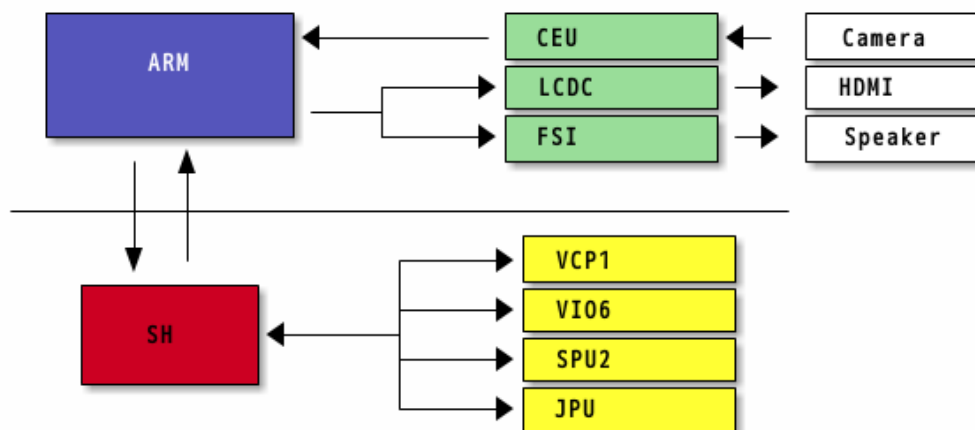 ARM
CEU
Camera
LCDC
HDMI
FSI
Speaker
VCP1
VIO6
SH
SPU2
JPU